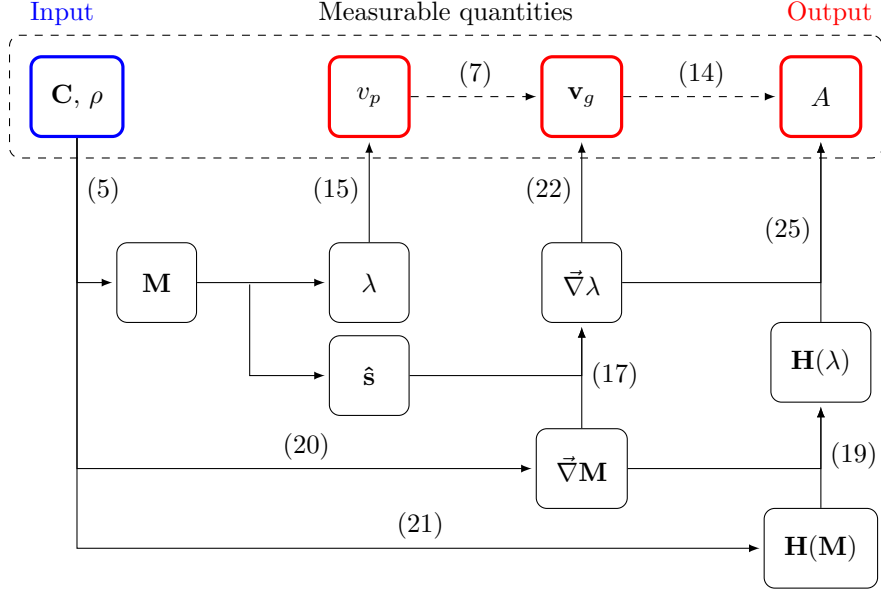 Input Measurable quantities Output
C, ρ v_p (7) v_g (14) A
(5) (15) (22) (25)
M λ ∇⃗λ
ŝ (17) H(λ)
(20) ∇⃗M (19)
(21) H(M)